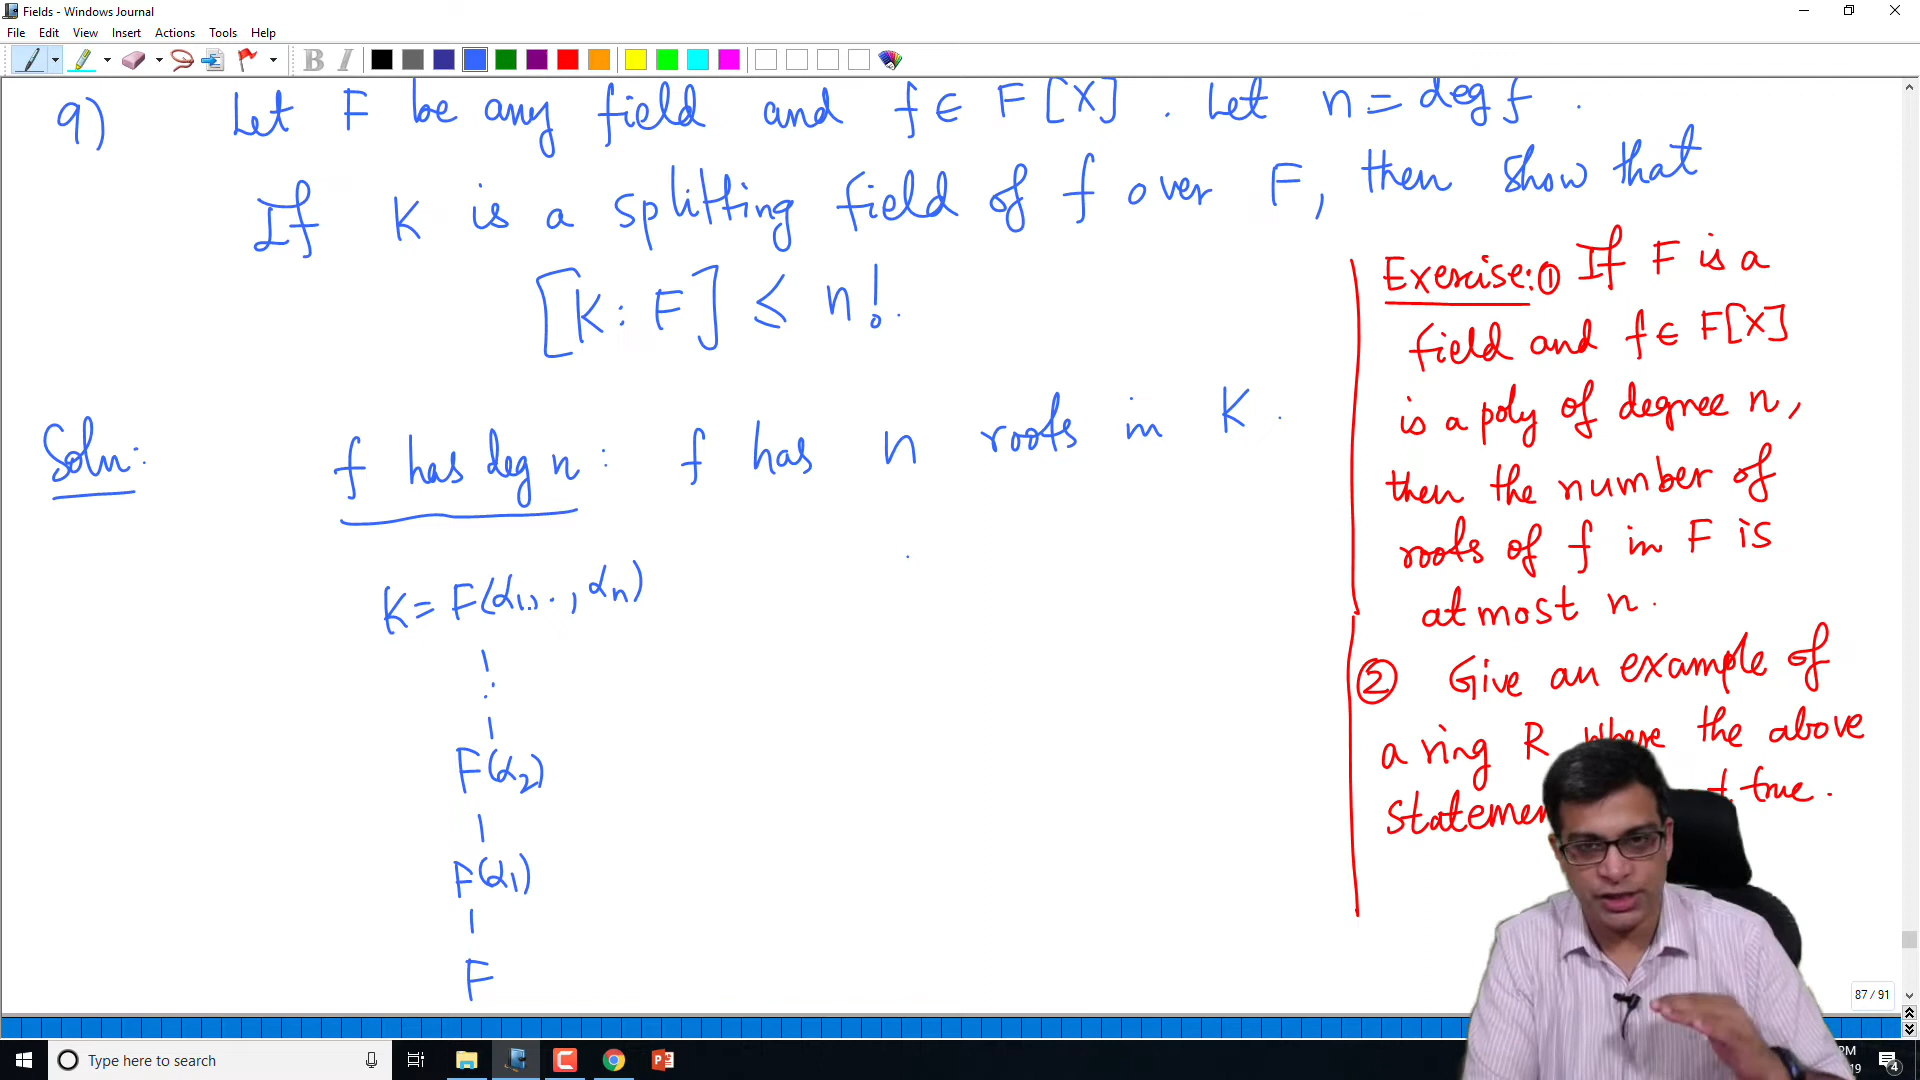 Fields - Windows Journal
File Edit View Insert Actions Tools Help
9) Let F be any field and f ∈ F[X]. Let n = deg f.
If K is a splitting field of f over F, then show that
[K : F] ≤ n!.
Soln: f has deg n : f has n roots in K.
K = F(α1, .. , αn)
F(α2)
F(α1)
F
Exercise: ① If F is a
field and f ∈ F[X]
is a poly of degree n,
then the number of
roots of f in F is
at most n.
② Give an example of
a ring R where the above
true.
87 / 91
Type here to search
PM
19
4